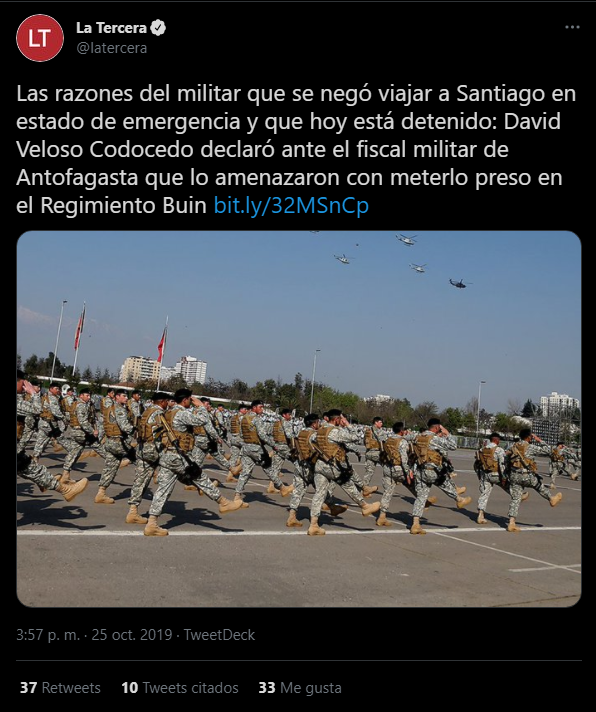 LT
La Tercera
@latercera
Las razones del militar que se negó viajar a Santiago en
estado de emergencia y que hoy está detenido: David
Veloso Codocedo declaró ante el fiscal militar de
Antofagasta que lo amenazaron con meterlo preso en
el Regimiento Buin bit.ly/32MSnCp
3:57 p. m. · 25 oct. 2019 · TweetDeck
37 Retweets 10 Tweets citados 33 Me gusta